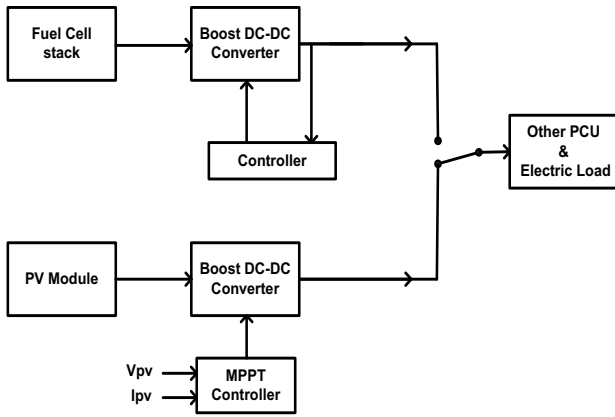 Fuel Cell
stack
Boost DC-DC
Converter
Controller
Other PCU
&
Electric Load
PV Module
Boost DC-DC
Converter
Vpv
Ipv
MPPT
Controller